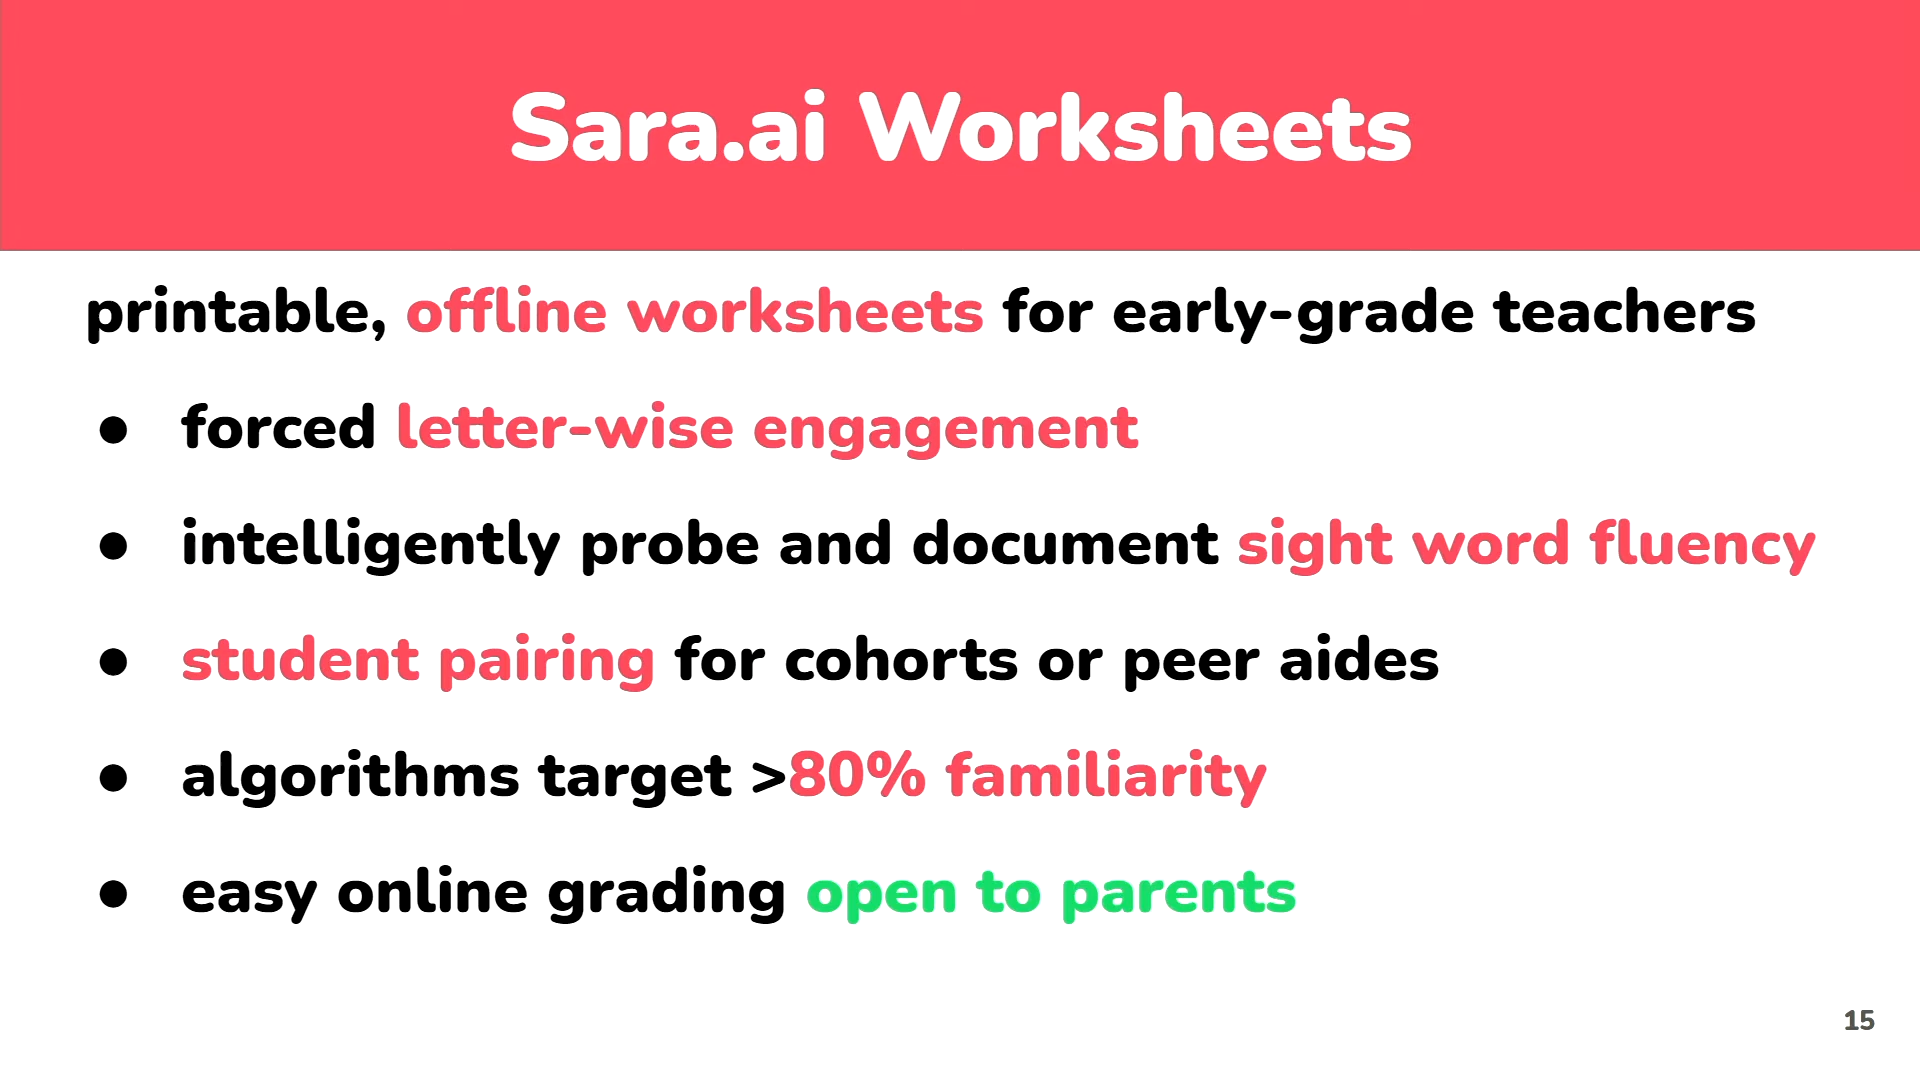 Sara.ai Worksheets
printable, offline worksheets for early-grade teachers
● forced letter-wise engagement
● intelligently probe and document sight word fluency
● student pairing for cohorts or peer aides
● algorithms target >80% familiarity
● easy online grading open to parents
15